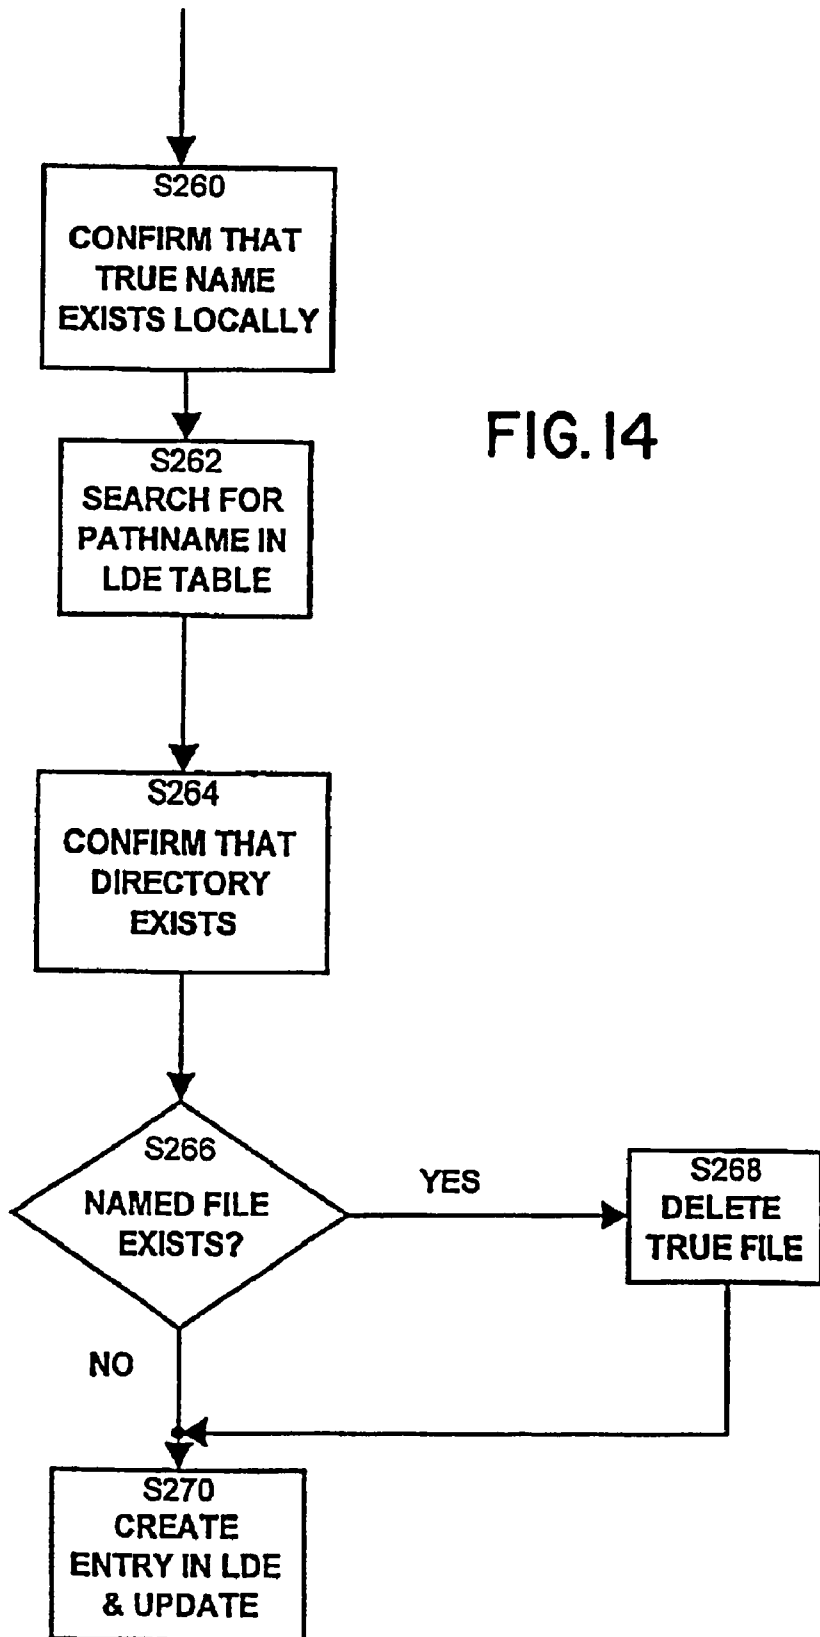 S260
CONFIRM THAT
TRUE NAME
EXISTS LOCALLY
FIG. 14
S262
SEARCH FOR
PATHNAME IN
LDE TABLE
S264
CONFIRM THAT
DIRECTORY
EXISTS
S266
NAMED FILE
EXISTS?
YES
S268
DELETE
TRUE FILE
NO
S270
CREATE
ENTRY IN LDE
& UPDATE